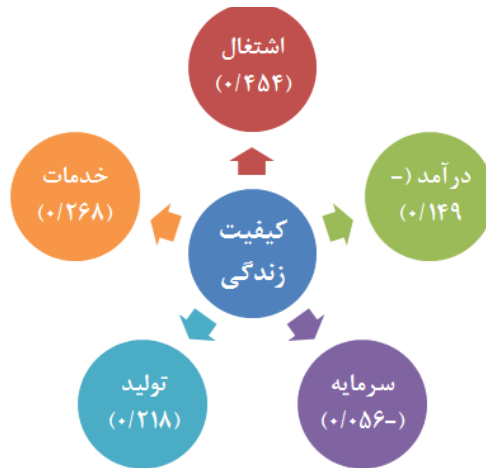 اشتغال
(۰/۴۵۴)
درآمد (-
۰/۱۴۹)
سرمایه
(-۰/۰۵۶)
تولید
(۰/۲۱۸)
خدمات
(۰/۲۶۸)
کیفیت
زندگی